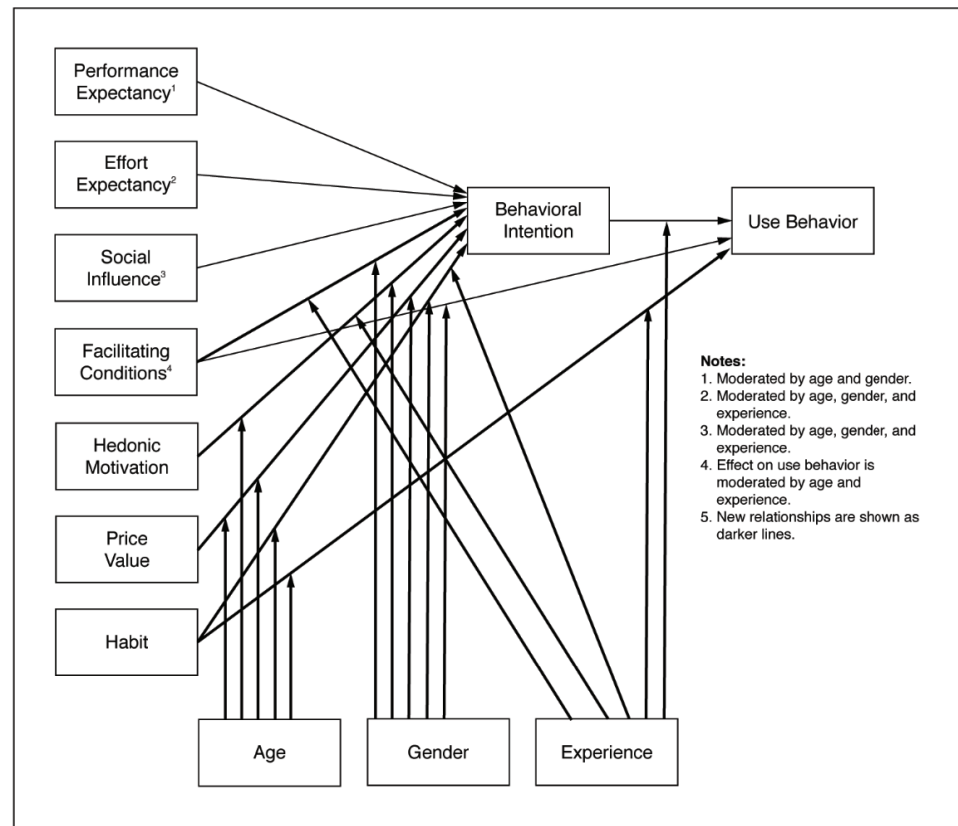 Performance
Expectancy¹
Effort
Expectancy²
Social
Influence³
Facilitating
Conditions⁴
Hedonic
Motivation
Price
Value
Habit
Behavioral
Intention
Use Behavior
Notes:
1. Moderated by age and gender.
2. Moderated by age, gender, and
experience.
3. Moderated by age, gender, and
experience.
4. Effect on use behavior is
moderated by age and
experience.
5. New relationships are shown as
darker lines.
Age
Gender
Experience